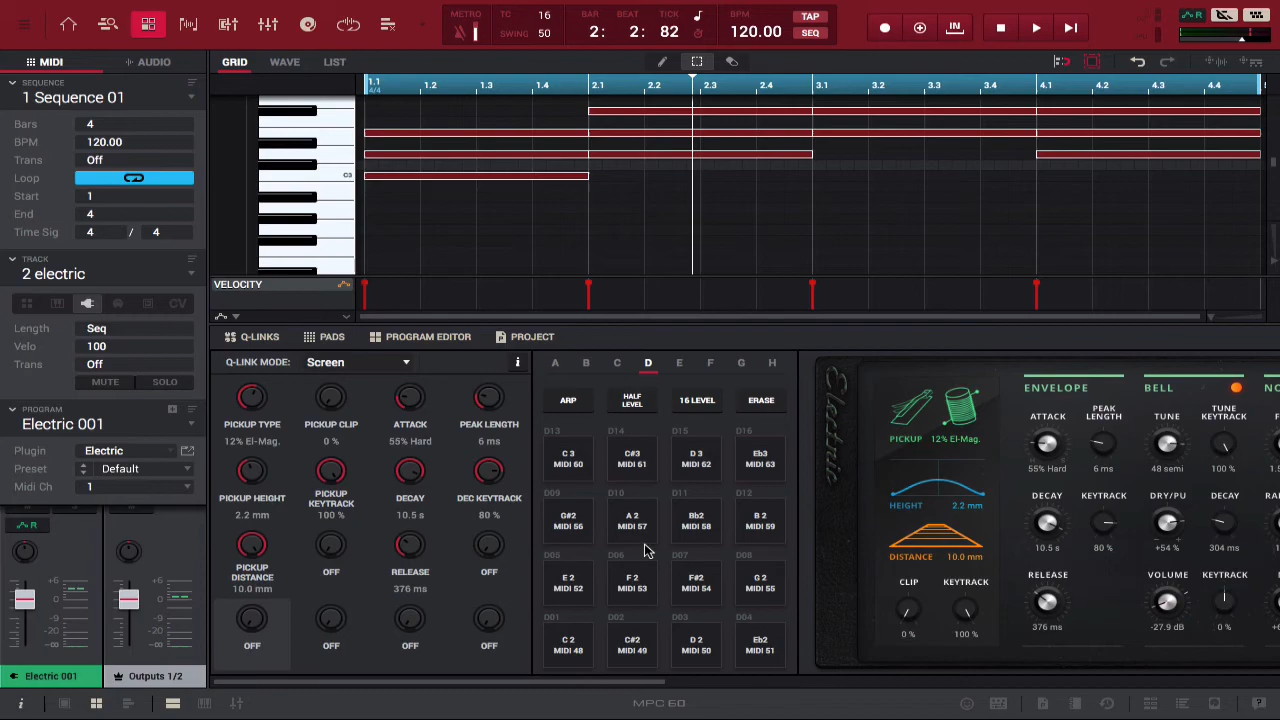 METRO
TC 16
SWING 50
BAR BEAT TICK
2: 2: 82
BPM
120.00
TAP
SEQ
IN
R
MIDI
AUDIO
GRID
WAVE
LIST
SEQUENCE
1 Sequence 01
Bars 4
BPM 120.00
Trans Off
Loop
Start 1
End 4
Time Sig 4 / 4
TRACK
2 electric
CV
Length Seq
Velo 100
Trans Off
MUTE SOLO
PROGRAM
Electric 001
Plugin Electric
Preset Default
Midi Ch 1
R
+6
0
-9
-20
+6
0
-9
-20
Electric 001
Outputs 1/2
1.1 1.2 1.3 1.4 2.1 2.2 2.3 2.4 3.1 3.2 3.3 3.4 4.1 4.2 4.3 4.4
4/4
C3
VELOCITY
Q-LINKS
PADS
PROGRAM EDITOR
PROJECT
Q-LINK MODE: Screen
i
PICKUP TYPE PICKUP CLIP ATTACK PEAK LENGTH
12% El-Mag. 0 % 55% Hard 6 ms
PICKUP HEIGHT PICKUP KEYTRACK DECAY DEC KEYTRACK
2.2 mm 100 % 10.5 s 80 %
PICKUP DISTANCE OFF RELEASE OFF
10.0 mm 376 ms
OFF OFF OFF OFF
A B C D E F G H
ARP
HALF LEVEL
16 LEVEL
ERASE
D13 D14 D15 D16
C 3 C#3 D 3 Eb3
MIDI 60 MIDI 61 MIDI 62 MIDI 63
D09 D10 D11 D12
G#2 A 2 Bb2 B 2
MIDI 56 MIDI 57 MIDI 58 MIDI 59
D05 D06 D07 D08
E 2 F 2 F#2 G 2
MIDI 52 MIDI 53 MIDI 54 MIDI 55
D01 D02 D03 D04
C 2 C#2 D 2 Eb2
MIDI 48 MIDI 49 MIDI 50 MIDI 51
Electric
PICKUP 12% El-Mag.
HEIGHT 2.2 mm
DISTANCE 10.0 mm
CLIP KEYTRACK
0 % 100 %
ENVELOPE
ATTACK PEAK LENGTH
55% Hard 6 ms
DECAY KEYTRACK
10.5 s 80 %
RELEASE
376 ms
BELL
TUNE TUNE KEYTRACK
48 semi 100 %
DRY/PU DECAY
+54 % 304 ms
VOLUME KEYTRACK
-27.9 dB 0 %
MPC 60
i